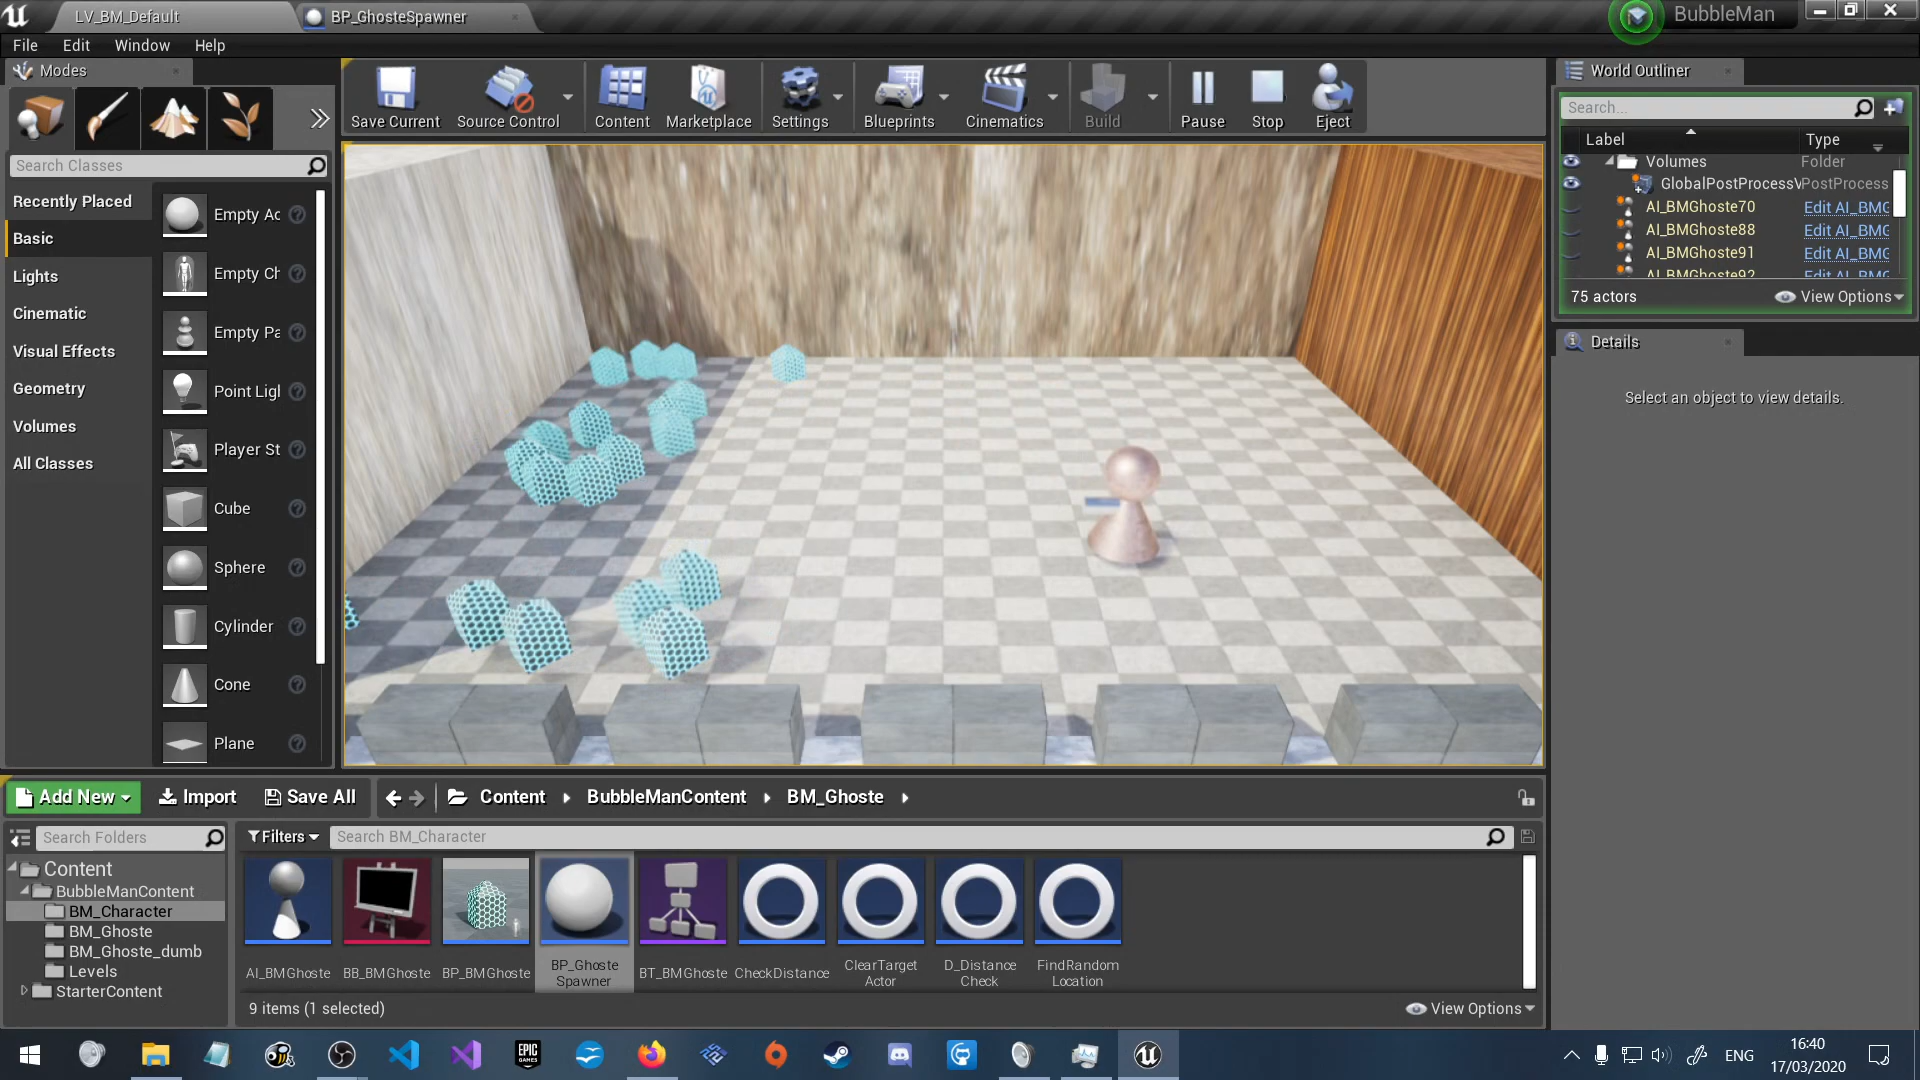 LV_BM_Default
BP_GhosteSpawner
BubbleMan
File Edit Window Help
Modes
Save Current
Source Control
Content
Marketplace
Settings
Blueprints
Cinematics
Build
Pause
Stop
Eject
World Outliner
Search...
Label
Type
Volumes
Folder
GlobalPostProcessV
PostProcess
AI_BMGhoste70
Edit AI_BMG
AI_BMGhoste88
Edit AI_BMG
AI_BMGhoste91
Edit AI_BMG
AI_BMGhoste92
Edit AI_BMG
75 actors
View Options
Details
Select an object to view details.
Search Classes
Recently Placed
Basic
Lights
Cinematic
Visual Effects
Geometry
Volumes
All Classes
Empty Ac
Empty Ch
Empty Pa
Point Ligl
Player St
Cube
Sphere
Cylinder
Cone
Plane
Add New
Import
Save All
Content
BubbleManContent
BM_Ghoste
Search Folders
Filters
Search BM_Character
Content
BubbleManContent
BM_Character
BM_Ghoste
BM_Ghoste_dumb
Levels
StarterContent
AI_BMGhoste
BB_BMGhoste
BP_BMGhoste
BP_Ghoste
Spawner
BT_BMGhoste
CheckDistance
ClearTarget
Actor
D_Distance
Check
FindRandom
Location
9 items (1 selected)
View Options
EPIC
GAMES
ENG
16:40
17/03/2020